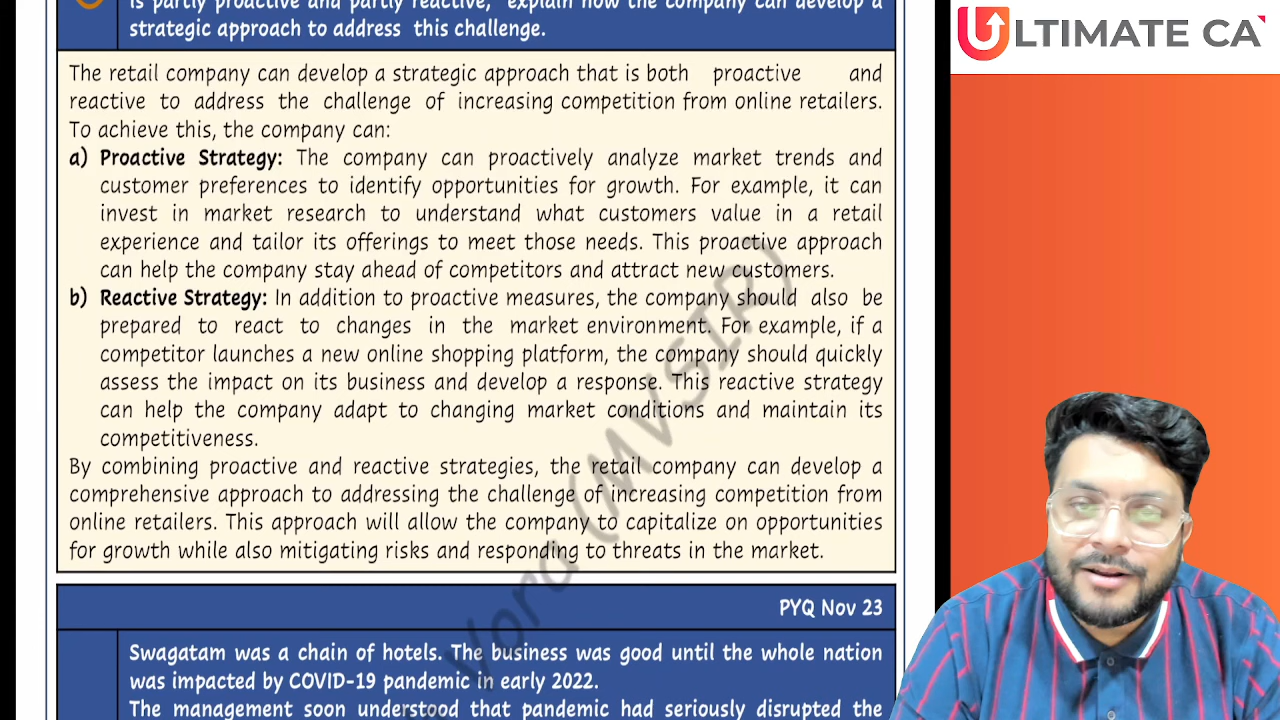 is partly proactive and partly reactive," explain how the company can develop a
strategic approach to address this challenge.
ULTIMATE CA
The retail company can develop a strategic approach that is both proactive and
reactive to address the challenge of increasing competition from online retailers.
To achieve this, the company can:
a) Proactive Strategy: The company can proactively analyze market trends and
customer preferences to identify opportunities for growth. For example, it can
invest in market research to understand what customers value in a retail
experience and tailor its offerings to meet those needs. This proactive approach
can help the company stay ahead of competitors and attract new customers.
b) Reactive Strategy: In addition to proactive measures, the company should also be
prepared to react to changes in the market environment. For example, if a
competitor launches a new online shopping platform, the company should quickly
assess the impact on its business and develop a response. This reactive strategy
can help the company adapt to changing market conditions and maintain its
competitiveness.
By combining proactive and reactive strategies, the retail company can develop a
comprehensive approach to addressing the challenge of increasing competition from
online retailers. This approach will allow the company to capitalize on opportunities
for growth while also mitigating risks and responding to threats in the market.
(MV SIR)
PYQ Nov 23
Swagatam was a chain of hotels. The business was good until the whole nation
was impacted by COVID-19 pandemic in early 2022.
The management soon understood that pandemic had seriously disrupted the